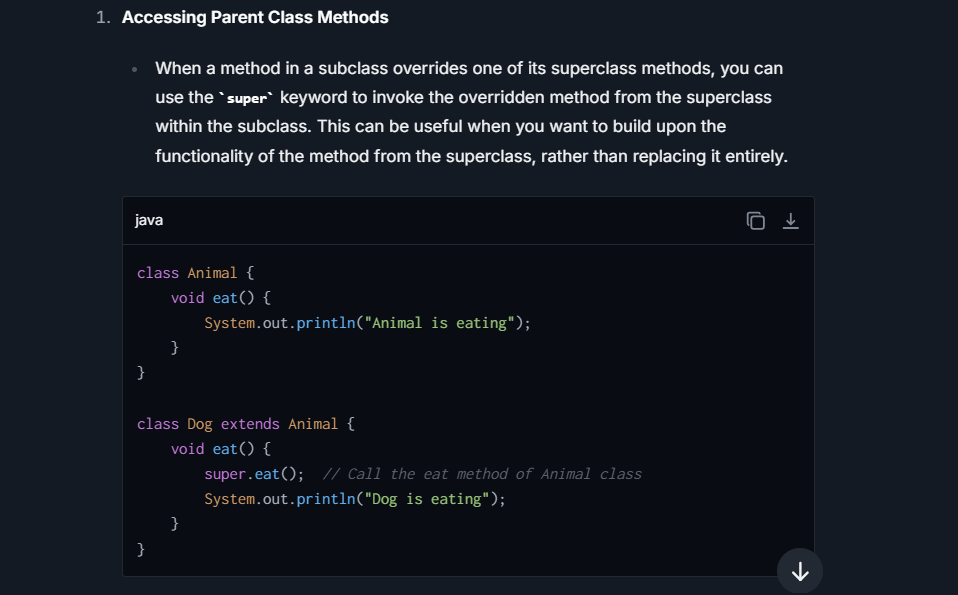 1. Accessing Parent Class Methods
When a method in a subclass overrides one of its superclass methods, you can
use the `super` keyword to invoke the overridden method from the superclass
within the subclass. This can be useful when you want to build upon the
functionality of the method from the superclass, rather than replacing it entirely.
java
class Animal {
    void eat() {
        System.out.println("Animal is eating");
    }
}
class Dog extends Animal {
    void eat() {
        super.eat();  // Call the eat method of Animal class
        System.out.println("Dog is eating");
    }
}